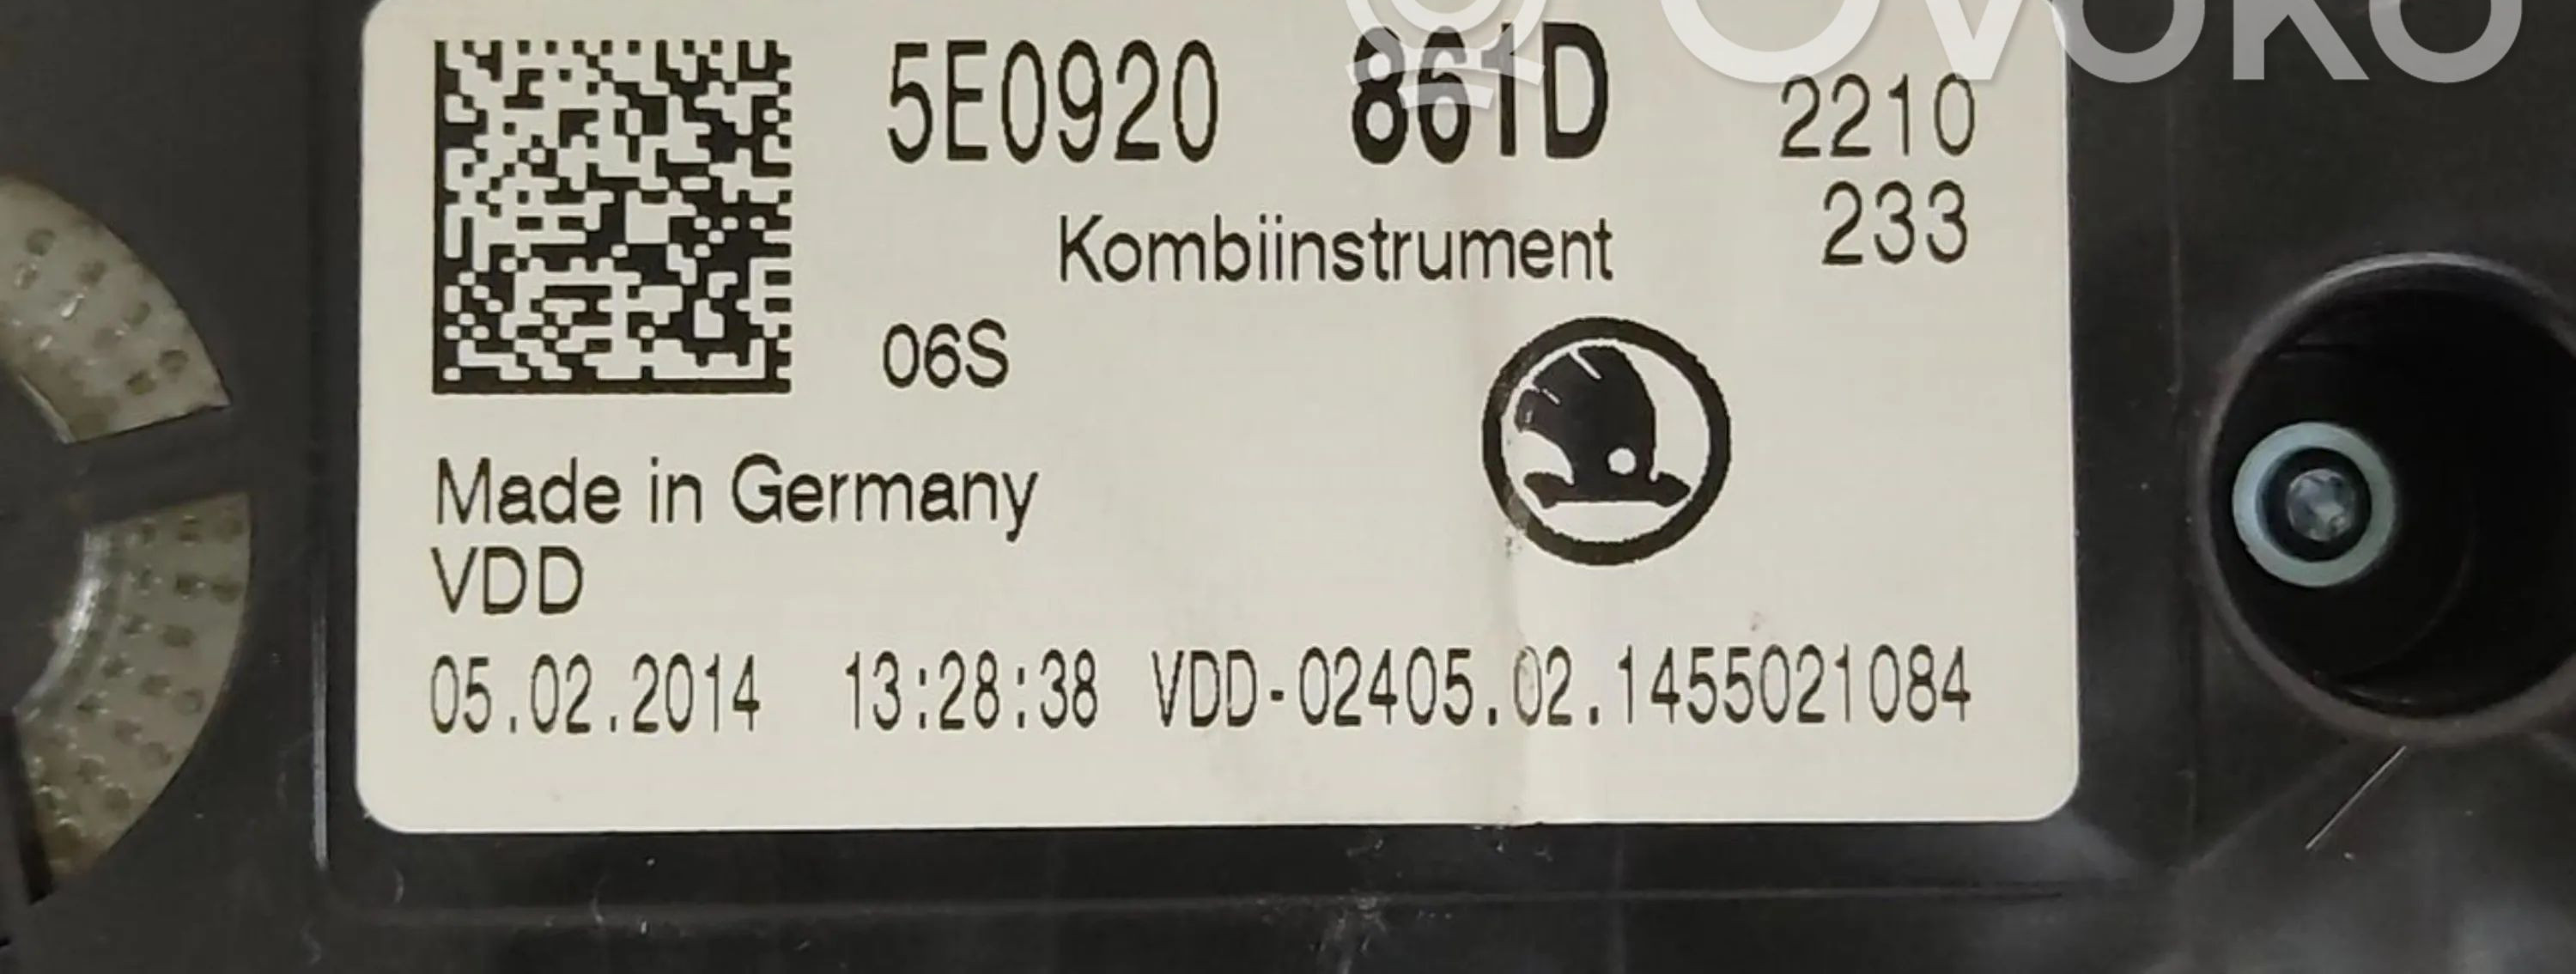 OVOKO
5E0920 861D 2210
233
Kombiinstrument
06S
Made in Germany
VDD
05.02.2014 13:28:38 VDD-02405.02.1455021084